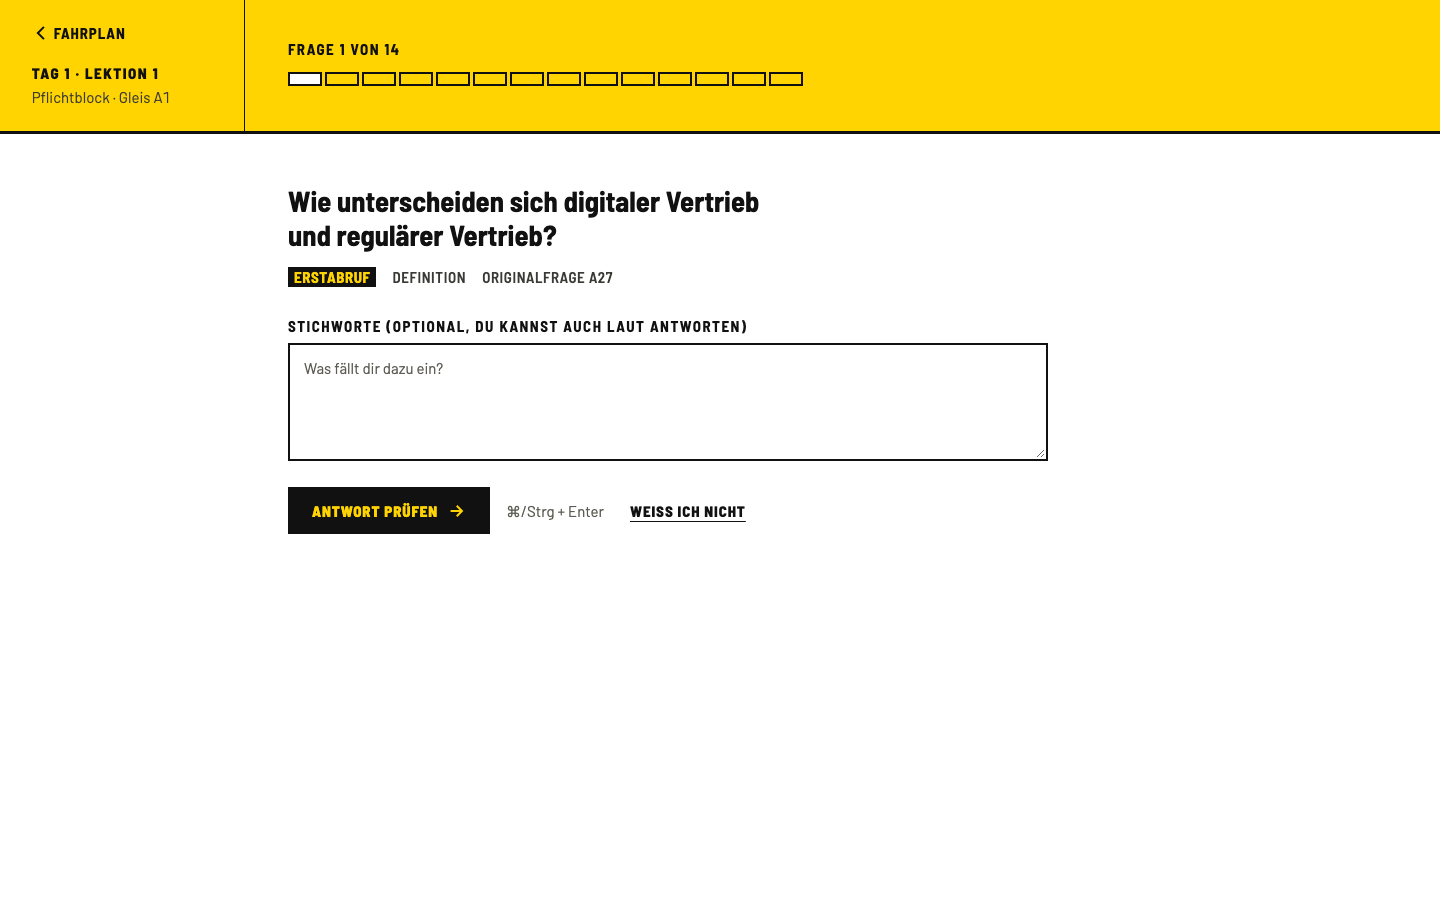 FAHRPLAN
TAG 1 · LEKTION 1
Pflichtblock · Gleis A1
FRAGE 1 VON 14
Wie unterscheiden sich digitaler Vertrieb
und regulärer Vertrieb?
ERSTABRUF DEFINITION ORIGINALFRAGE A27
STICHWORTE (OPTIONAL, DU KANNST AUCH LAUT ANTWORTEN)
Was fällt dir dazu ein?
ANTWORT PRÜFEN → ⌘/Strg + Enter WEISS ICH NICHT